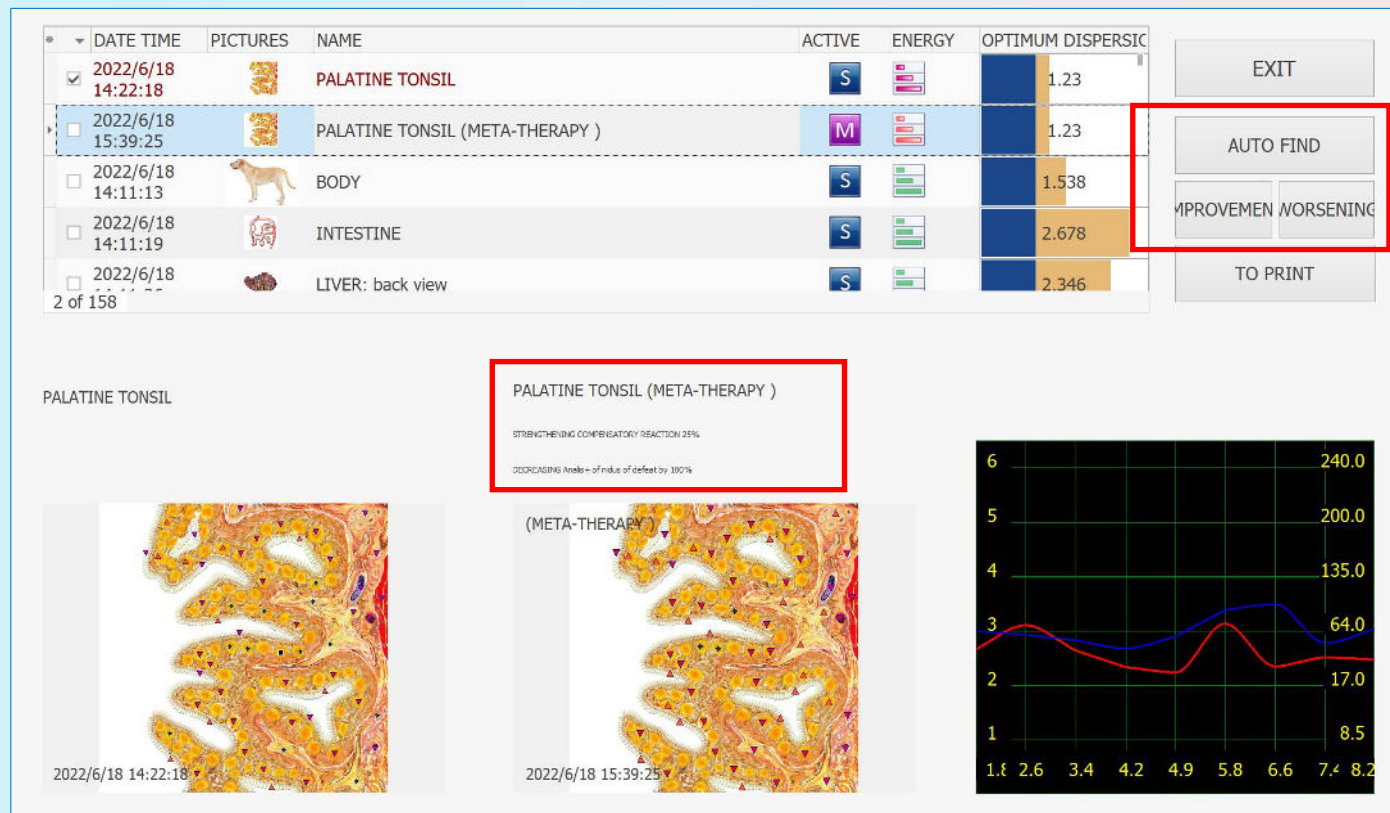 DATE TIME PICTURES NAME ACTIVE ENERGY OPTIMUM DISPERSIC
2022/6/18
14:22:18
PALATINE TONSIL S 1.23
2022/6/18
15:39:25
PALATINE TONSIL (META-THERAPY ) M 1.23
2022/6/18
14:11:13
BODY S 1.538
2022/6/18
14:11:19
INTESTINE S 2.678
2022/6/18
LIVER: back view S 2.346
2 of 158
EXIT
AUTO FIND
MPROVEMEN WORSENING
TO PRINT
PALATINE TONSIL
PALATINE TONSIL (META-THERAPY )
STRENGTHENING COMPENSATORY REACTION 25%
DECREASING Analis+ of nidus of defeat by 100%
(META-THERAPY )
2022/6/18 14:22:18
2022/6/18 15:39:25
6 240.0
5 200.0
4 135.0
3 64.0
2 17.0
1 8.5
1.8 2.6 3.4 4.2 4.9 5.8 6.6 7.4 8.2